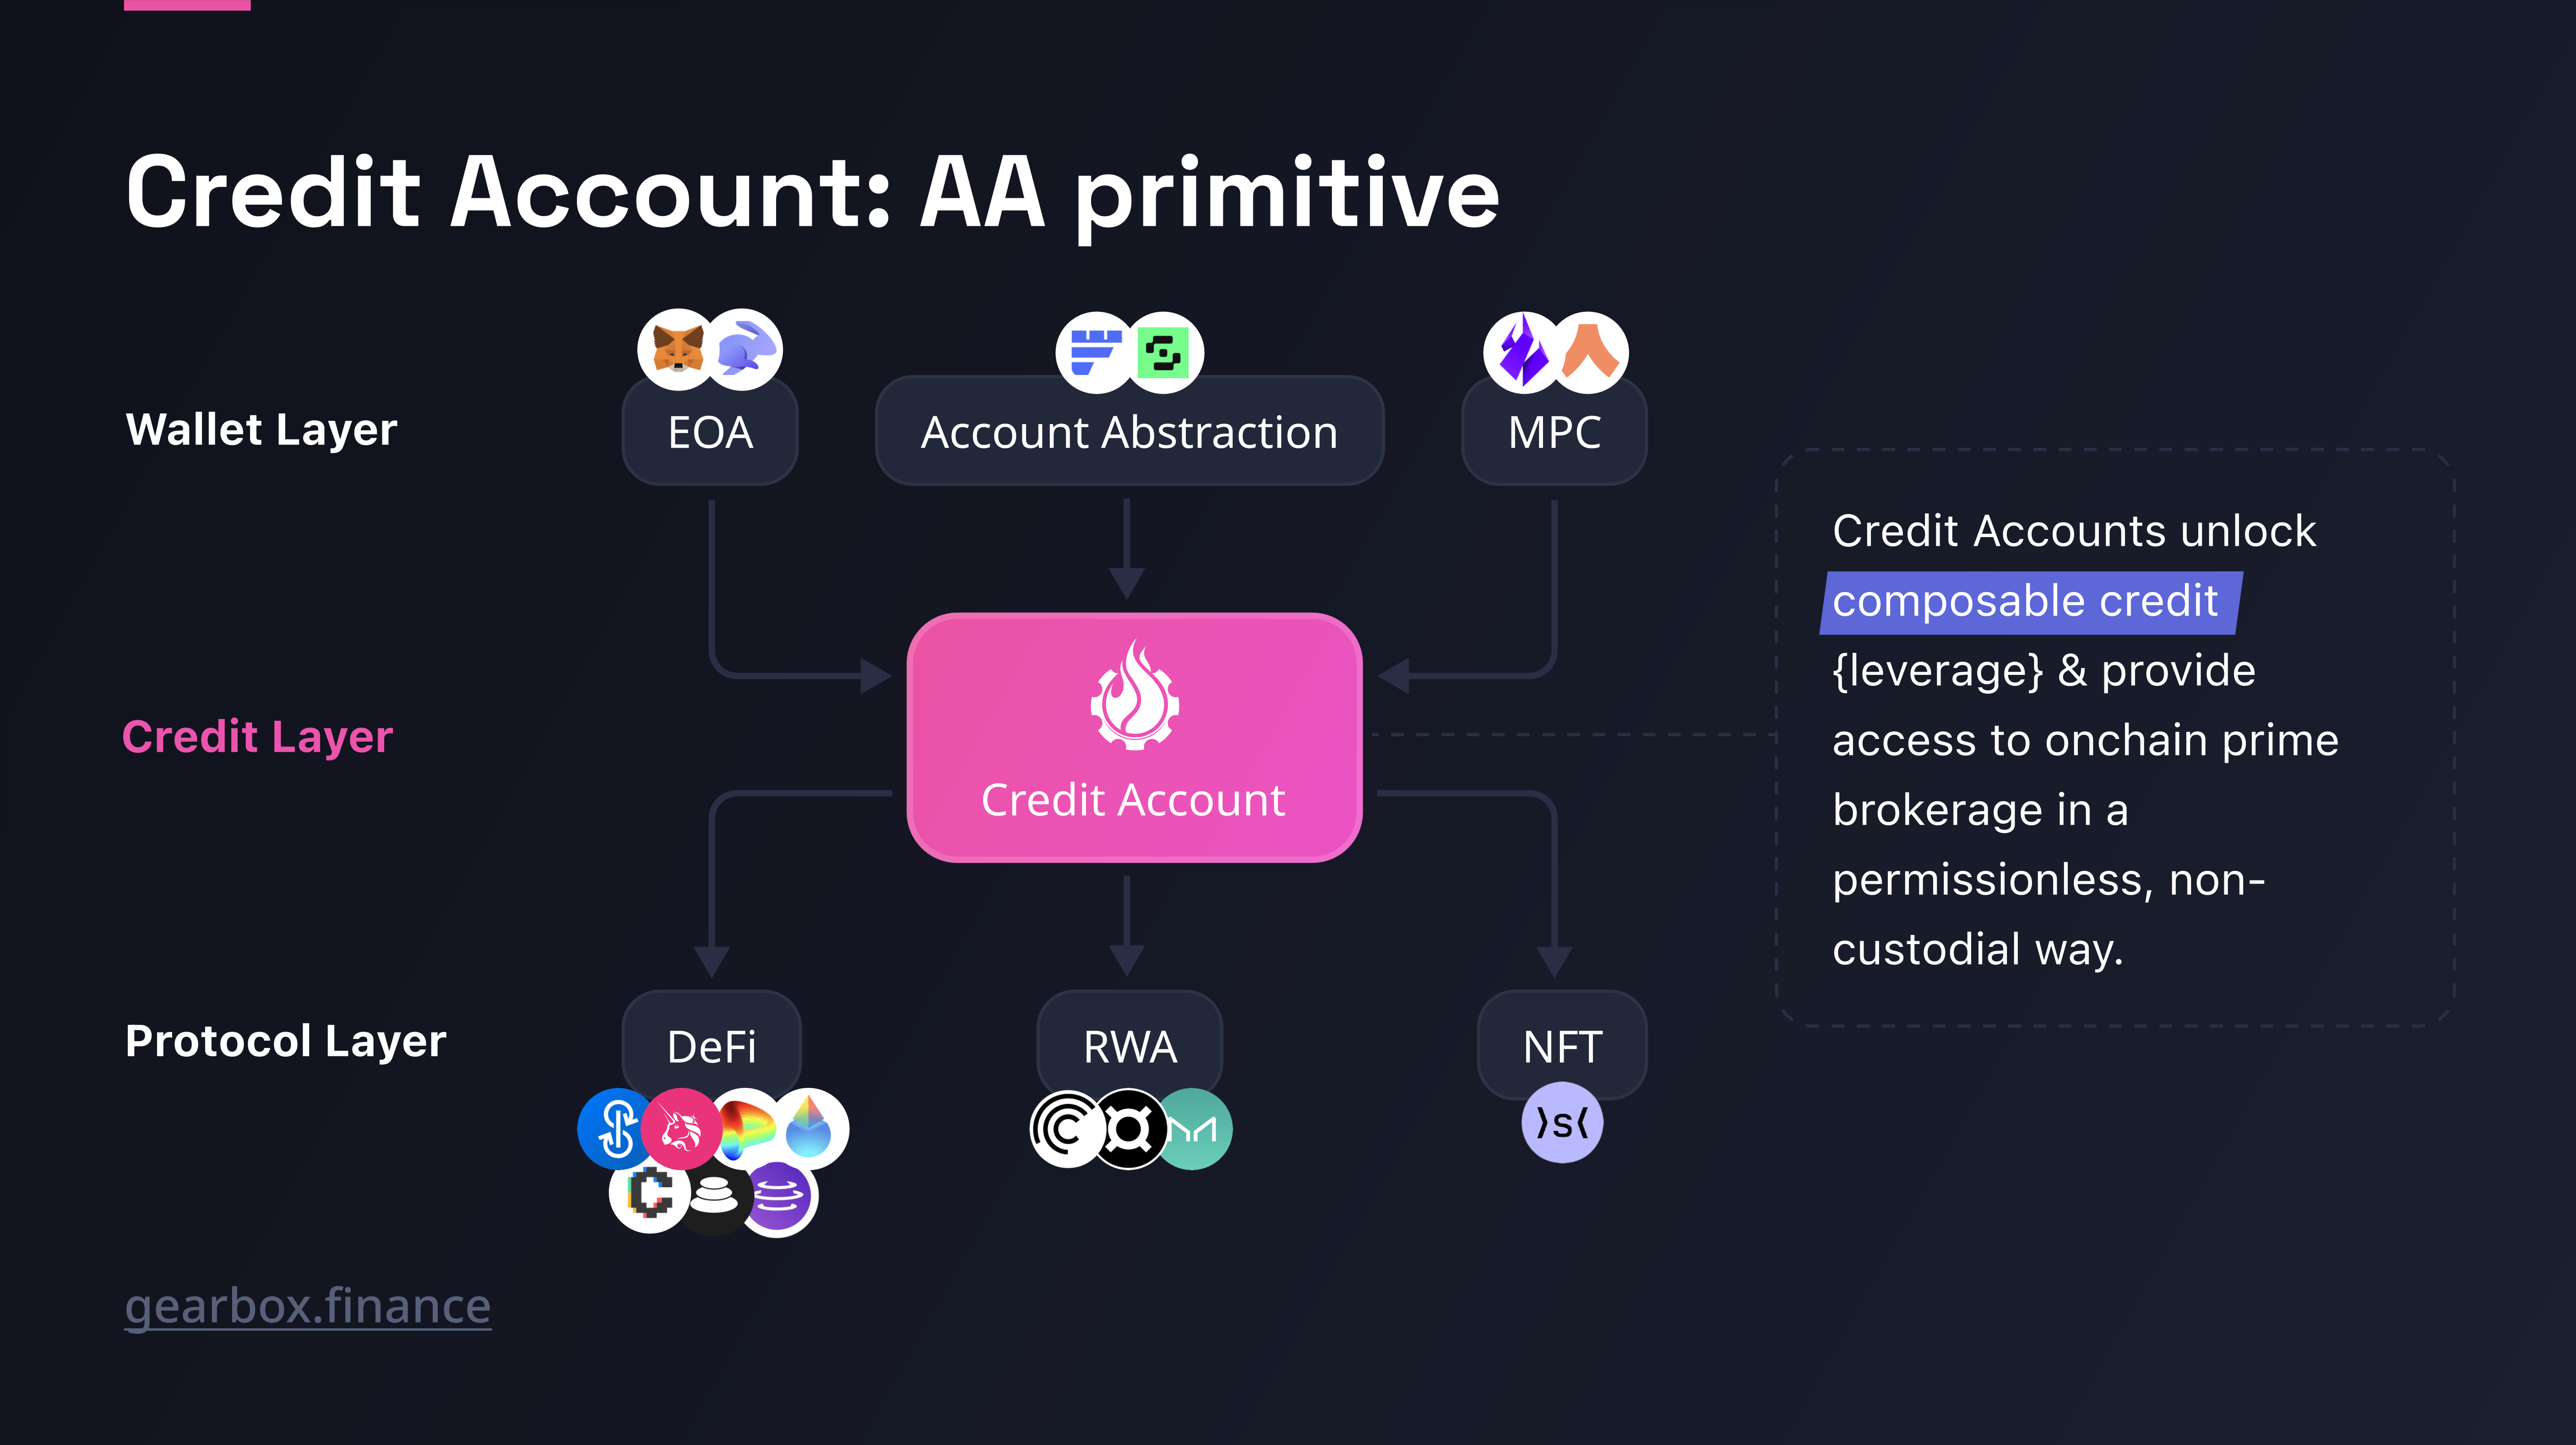 Credit Account: AA primitive
Wallet Layer
EOA
Account Abstraction
MPC
Credit Layer
Credit Account
Credit Accounts unlock
composable credit
{leverage} & provide
access to onchain prime
brokerage in a
permissionless, non-
custodial way.
Protocol Layer
DeFi
RWA
NFT
⟩s⟨
gearbox.finance